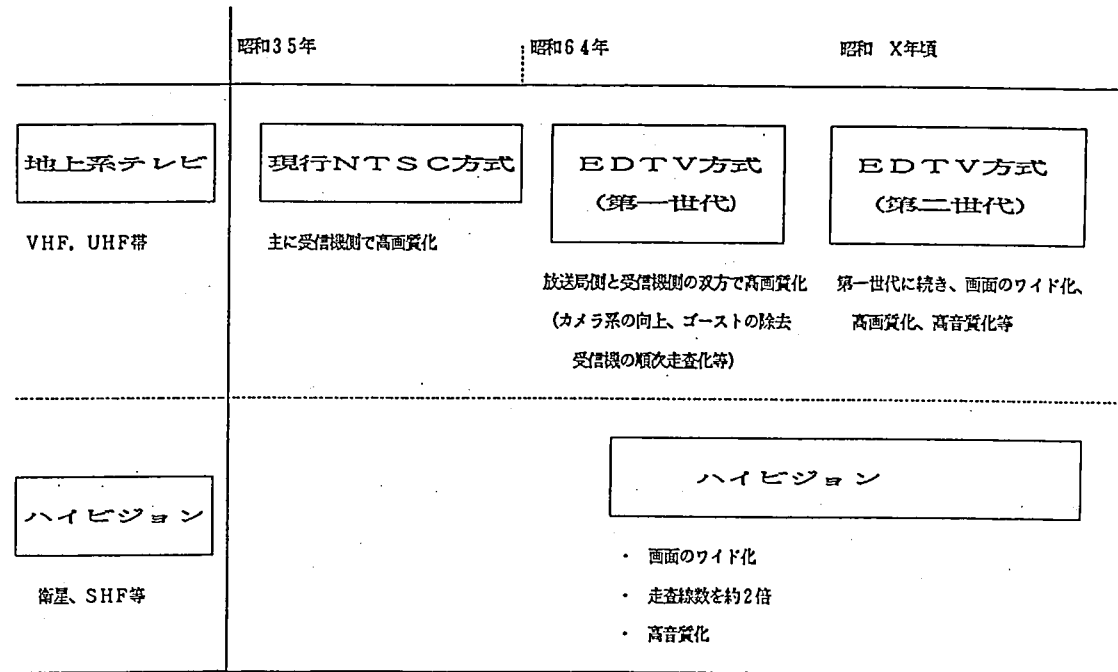 昭和35年
昭和64年
昭和 X年頃
地上系テレビ
現行NTSC方式
EDTV方式
(第一世代)
EDTV方式
(第二世代)
VHF, UHF帯
主に受信機側で高画質化
放送局側と受信機側の双方で高画質化
(カメラ系の向上、ゴーストの除去
受信機の順次走査化等)
第一世代に続き、画面のワイド化、
高画質化、高音質化等
ハイビジョン
ハイビジョン
衛星、SHF等
・ 画面のワイド化
・ 走査線数を約2倍
・ 高音質化